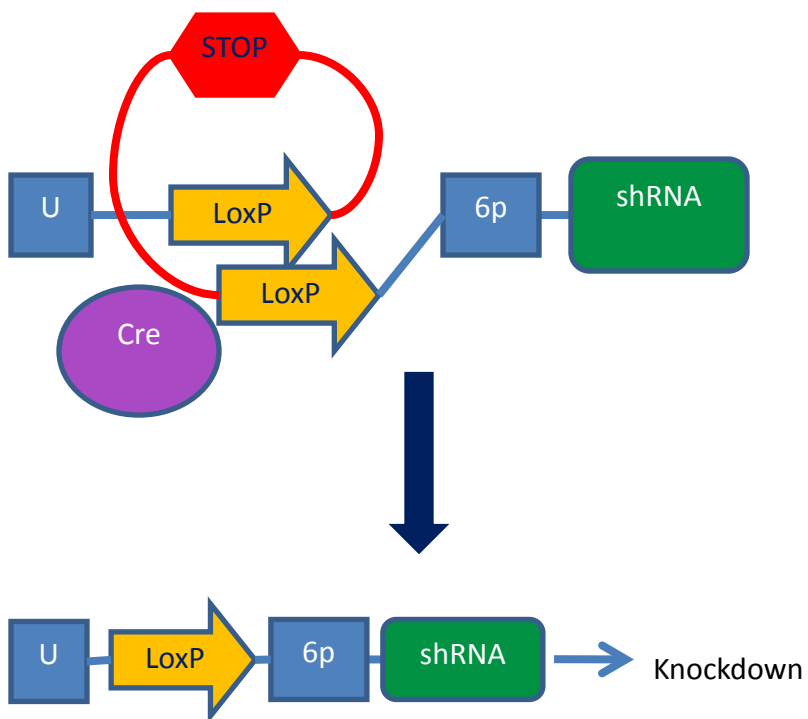 STOP
U
LoxP
6p
shRNA
LoxP
Cre
U
LoxP
6p
shRNA
Knockdown